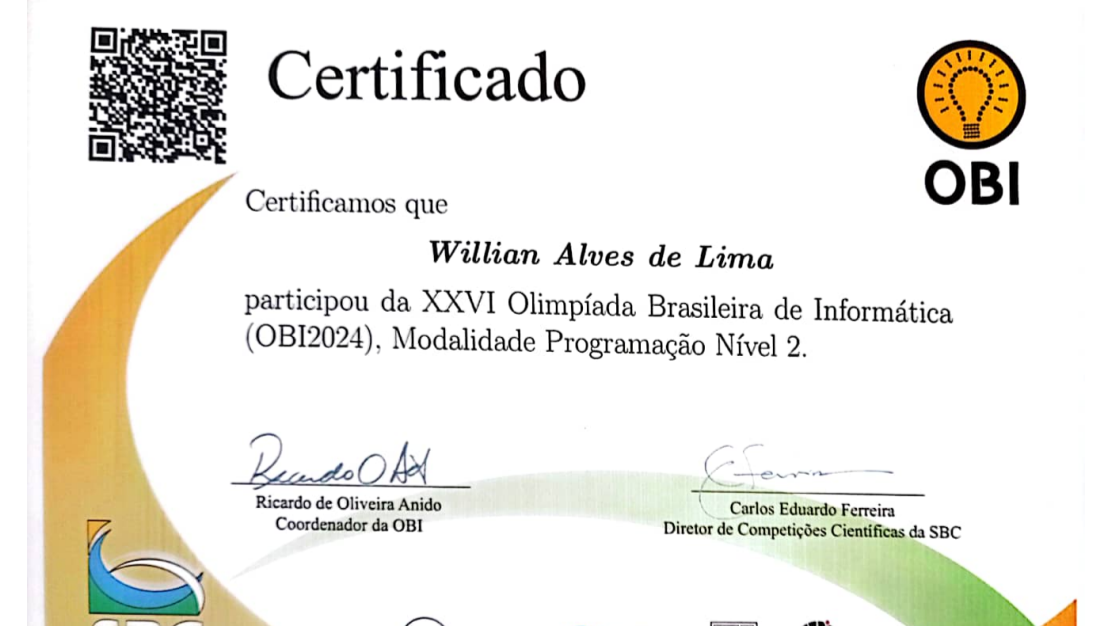 Certificado
OBI
Certificamos que
Willian Alves de Lima
participou da XXVI Olimpíada Brasileira de Informática
(OBI2024), Modalidade Programação Nível 2.
Ricardo de Oliveira Anido
Coordenador da OBI
Carlos Eduardo Ferreira
Diretor de Competições Científicas da SBC